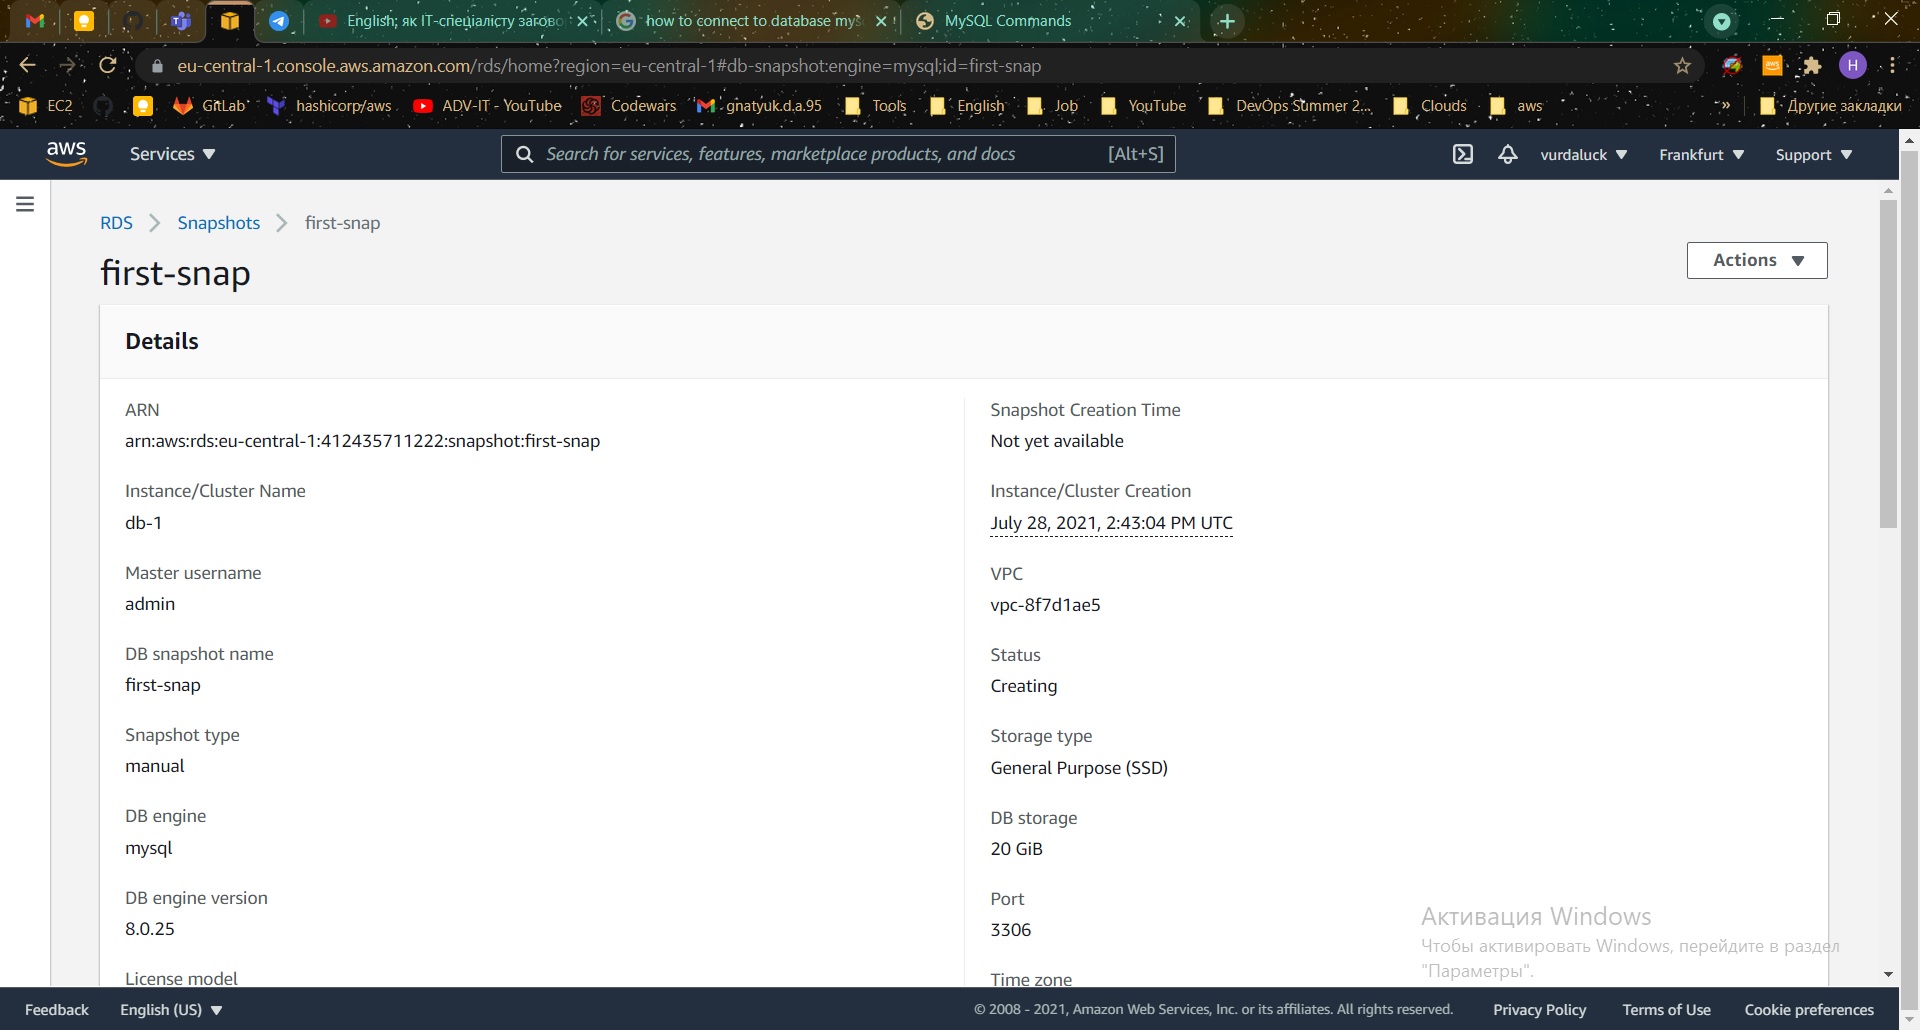 English, як IT-спеціалісту загово
how to connect to database mys
MySQL Commands
eu-central-1.console.aws.amazon.com/rds/home?region=eu-central-1#db-snapshot:engine=mysql;id=first-snap
H
EC2
GitLab
hashicorp/aws
ADV-IT - YouTube
Codewars
gnatyuk.d.a.95
Tools
English
Job
YouTube
DevOps Summer 2...
Clouds
aws
»
Другие закладки
aws
Services
Search for services, features, marketplace products, and docs
[Alt+S]
vurdaluck
Frankfurt
Support
RDS
Snapshots
first-snap
first-snap
Actions
Details
ARN
arn:aws:rds:eu-central-1:412435711222:snapshot:first-snap
Instance/Cluster Name
db-1
Master username
admin
DB snapshot name
first-snap
Snapshot type
manual
DB engine
mysql
DB engine version
8.0.25
License model
Snapshot Creation Time
Not yet available
Instance/Cluster Creation
July 28, 2021, 2:43:04 PM UTC
VPC
vpc-8f7d1ae5
Status
Creating
Storage type
General Purpose (SSD)
DB storage
20 GiB
Port
3306
Time zone
Активация Windows
Чтобы активировать Windows, перейдите в раздел
"Параметры".
Feedback
English (US)
© 2008 - 2021, Amazon Web Services, Inc. or its affiliates. All rights reserved.
Privacy Policy
Terms of Use
Cookie preferences